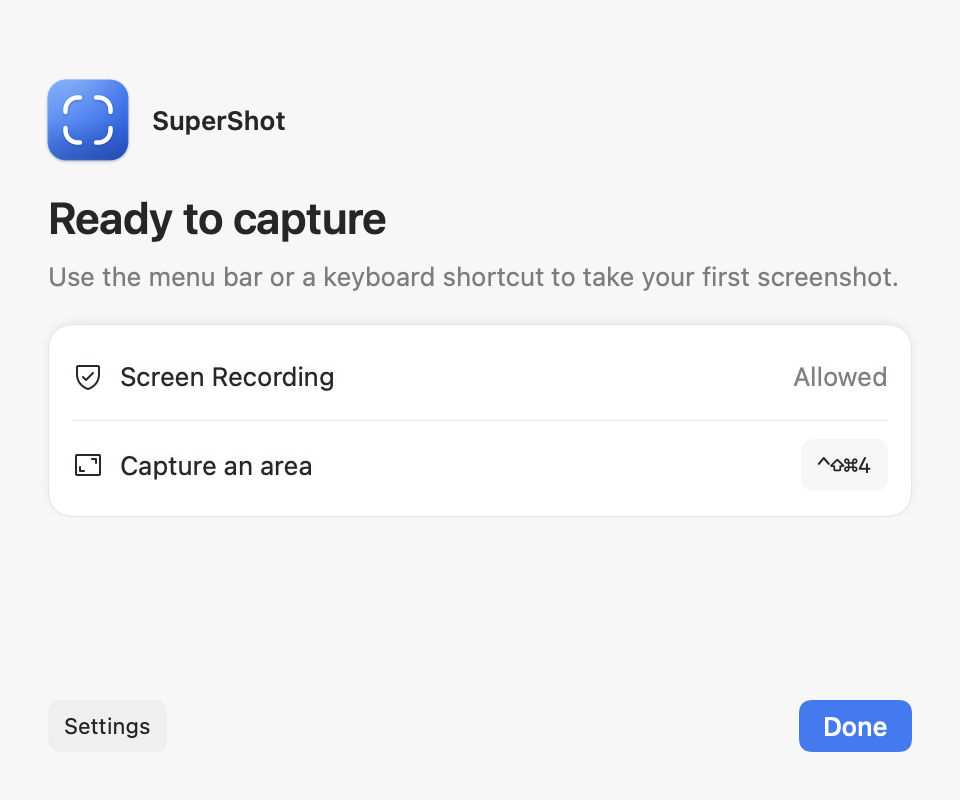 SuperShot
Ready to capture
Use the menu bar or a keyboard shortcut to take your first screenshot.
Screen Recording Allowed
Capture an area ^⇧⌘4
Settings Done